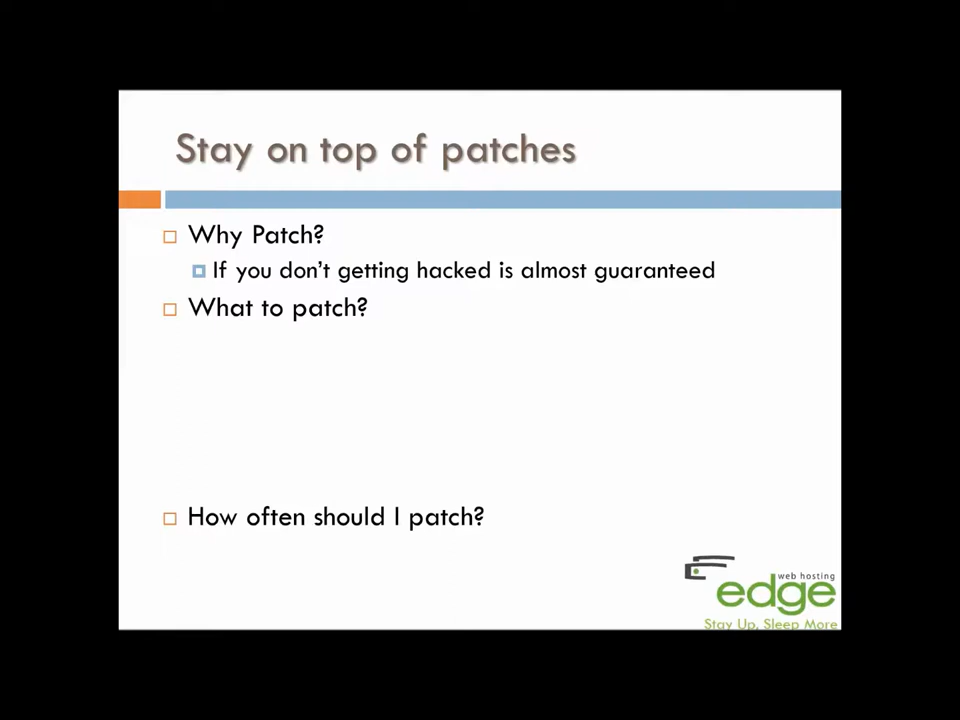 Stay on top of patches
Why Patch?
If you don't getting hacked is almost guaranteed
What to patch?
How often should I patch?
web hosting
edge
Stay Up, Sleep More